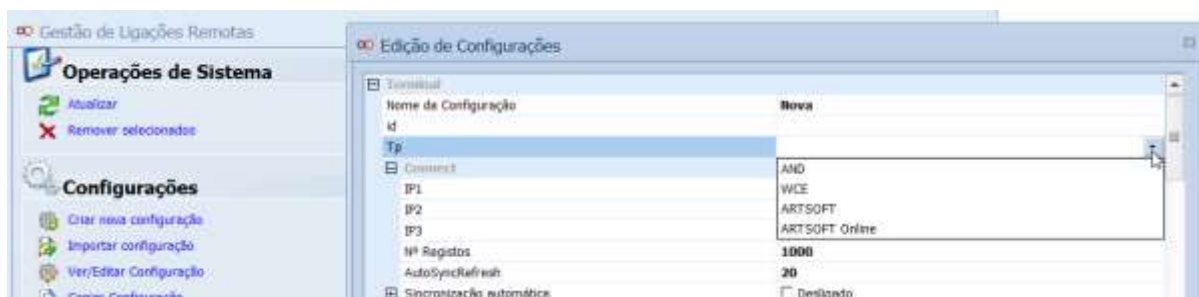 Gestão de Ligações Remotas
Operações de Sistema
Atualizar
Remover selecionados
Configurações
Criar nova configuração
Importar configuração
Ver/Editar Configuração
Copiar Configuração
Edição de Configurações
Terminal
Nome da Configuração Nova
id
Tp
AND
WCE
ARTSOFT
ARTSOFT Online
Connect
IP1
IP2
IP3
Nº Registos 1000
AutoSyncRefresh 20
Sincronização automática Desligado